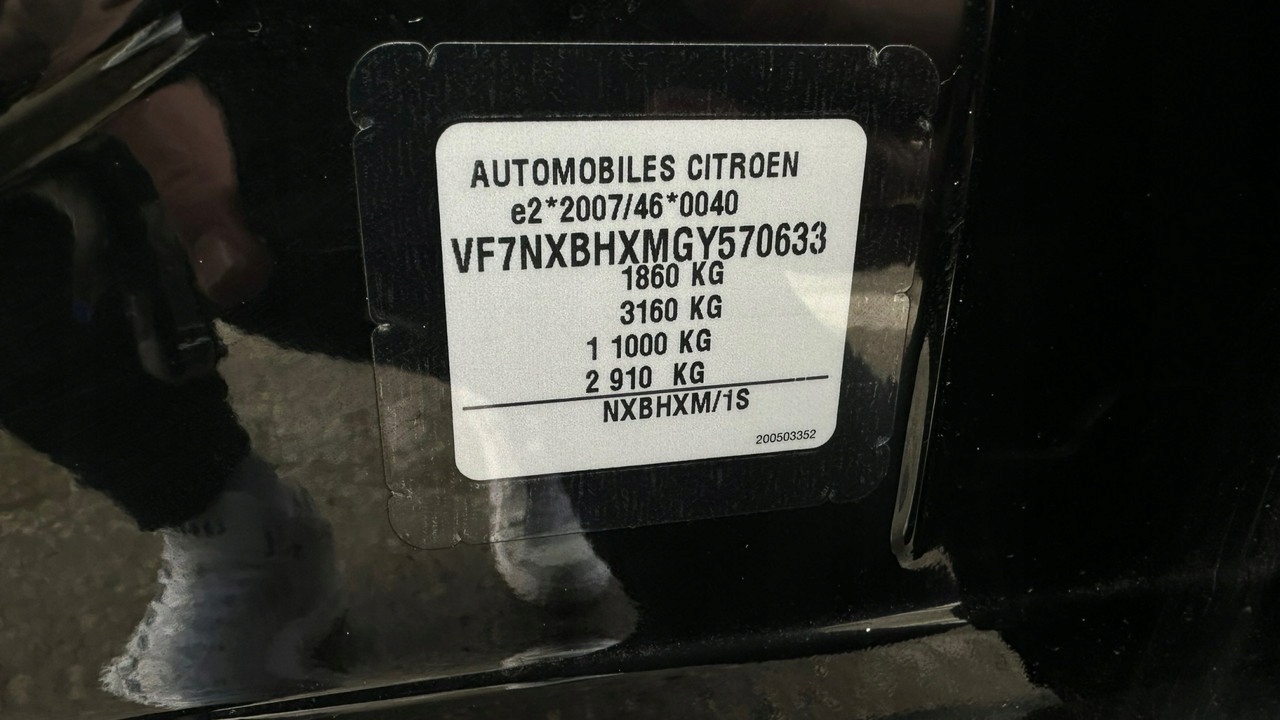 AUTOMOBILES CITROEN
e2*2007/46*0040
VF7NXBHXMGY570633
1860 KG
3160 KG
1 1000 KG
2 910 KG
NXBHXM/1S
200503352